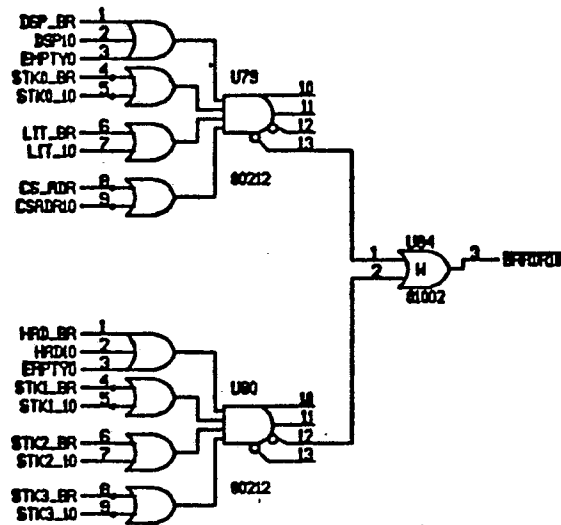 DSP_BR 1
DSP10 2
EMPTY0 3
STK0_BR 4
STK0_10 5
LIT_BR 6
LIT_10 7
CS_ADR 8
CSADR10 9
U79
10
11
12
13
80212
HRD_BR 1
HRD10 2
EMPTY0 3
STK1_BR 4
STK1_10 5
STK2_BR 6
STK2_10 7
STK3_BR 8
STK3_10 9
U80
10
11
12
13
80212
U84
1
2
W
3
81002